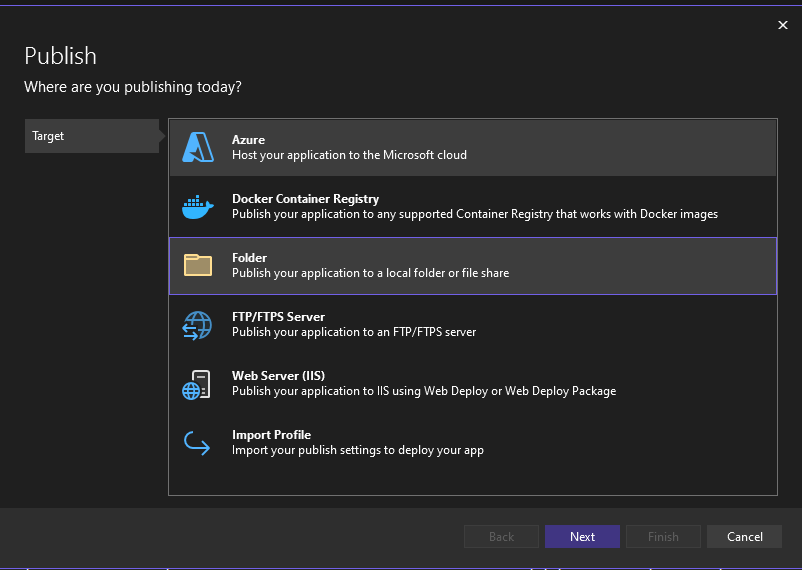 Publish
Where are you publishing today?
Target
Azure
Host your application to the Microsoft cloud
Docker Container Registry
Publish your application to any supported Container Registry that works with Docker images
Folder
Publish your application to a local folder or file share
FTP/FTPS Server
Publish your application to an FTP/FTPS server
Web Server (IIS)
Publish your application to IIS using Web Deploy or Web Deploy Package
Import Profile
Import your publish settings to deploy your app
Back
Next
Finish
Cancel